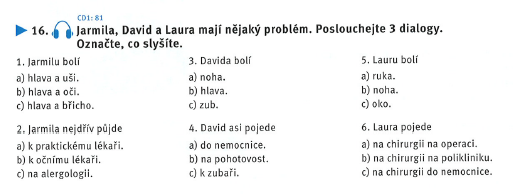 CD1: 81
16. Jarmila, David a Laura mají nějaký problém. Poslouchejte 3 dialogy.
Označte, co slyšíte.
1. Jarmilu bolí
a) hlava a uši.
b) hlava a oči.
c) hlava a břicho.
2. Jarmila nejdřív půjde
a) k praktickému lékaři.
b) k očnímu lékaři.
c) na alergologii.
3. Davida bolí
a) noha.
b) hlava.
c) zub.
4. David asi pojede
a) do nemocnice.
b) na pohotovost.
c) k zubaři.
5. Lauru bolí
a) ruka.
b) noha.
c) oko.
6. Laura pojede
a) na chirurgii na operaci.
b) na chirurgii na polikliniku.
c) na chirurgii do nemocnice.